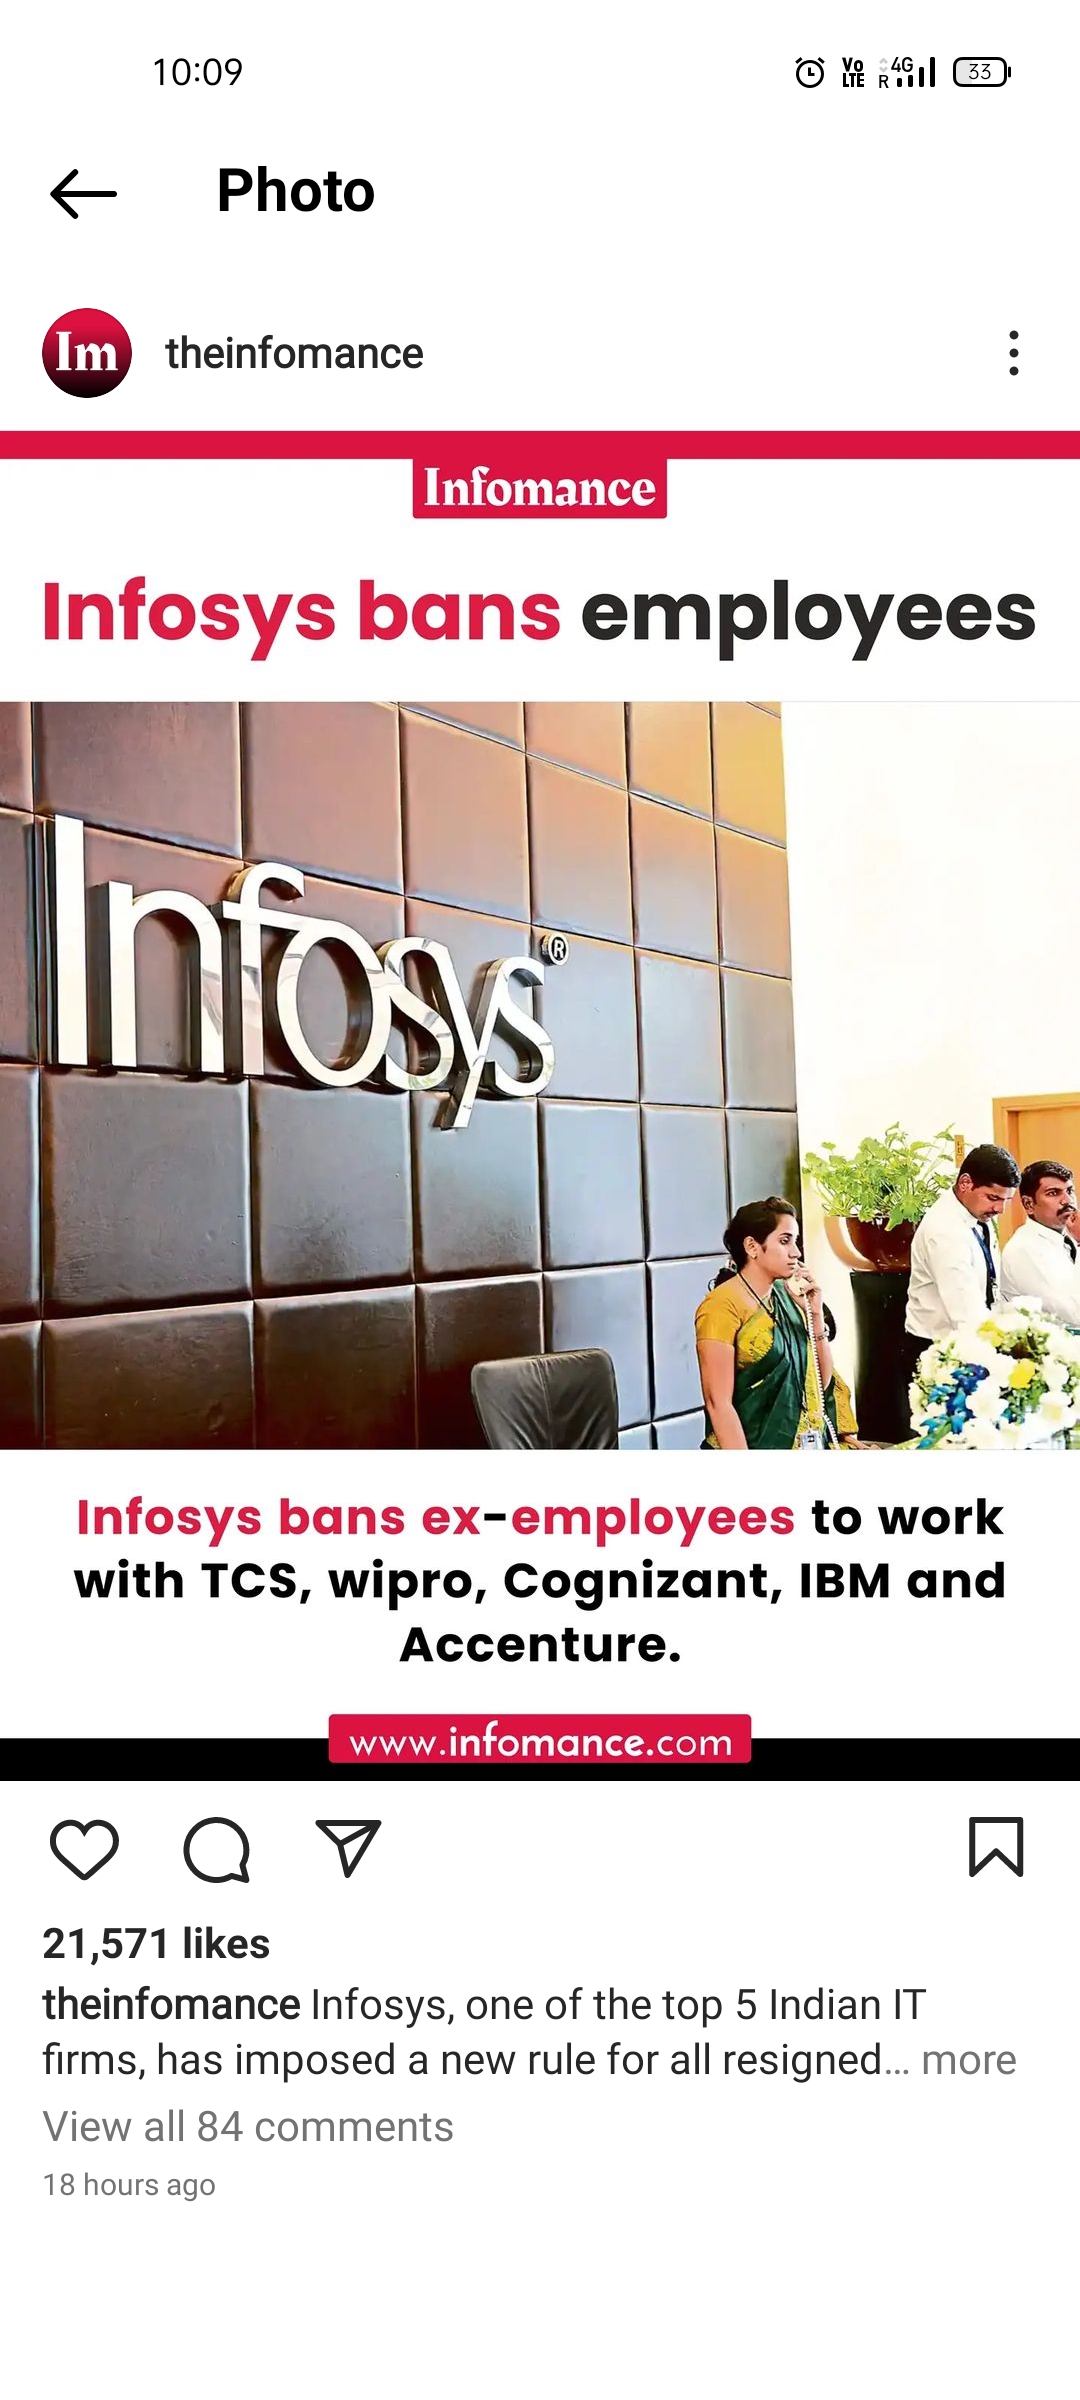 10:09
Vo LTE 4G R 33
Photo
Im theinfomance
Infomance
Infosys bans employees
Infosys®
Infosys bans ex-employees to work
with TCS, wipro, Cognizant, IBM and
Accenture.
www.infomance.com
21,571 likes
theinfomance Infosys, one of the top 5 Indian IT
firms, has imposed a new rule for all resigned... more
View all 84 comments
18 hours ago